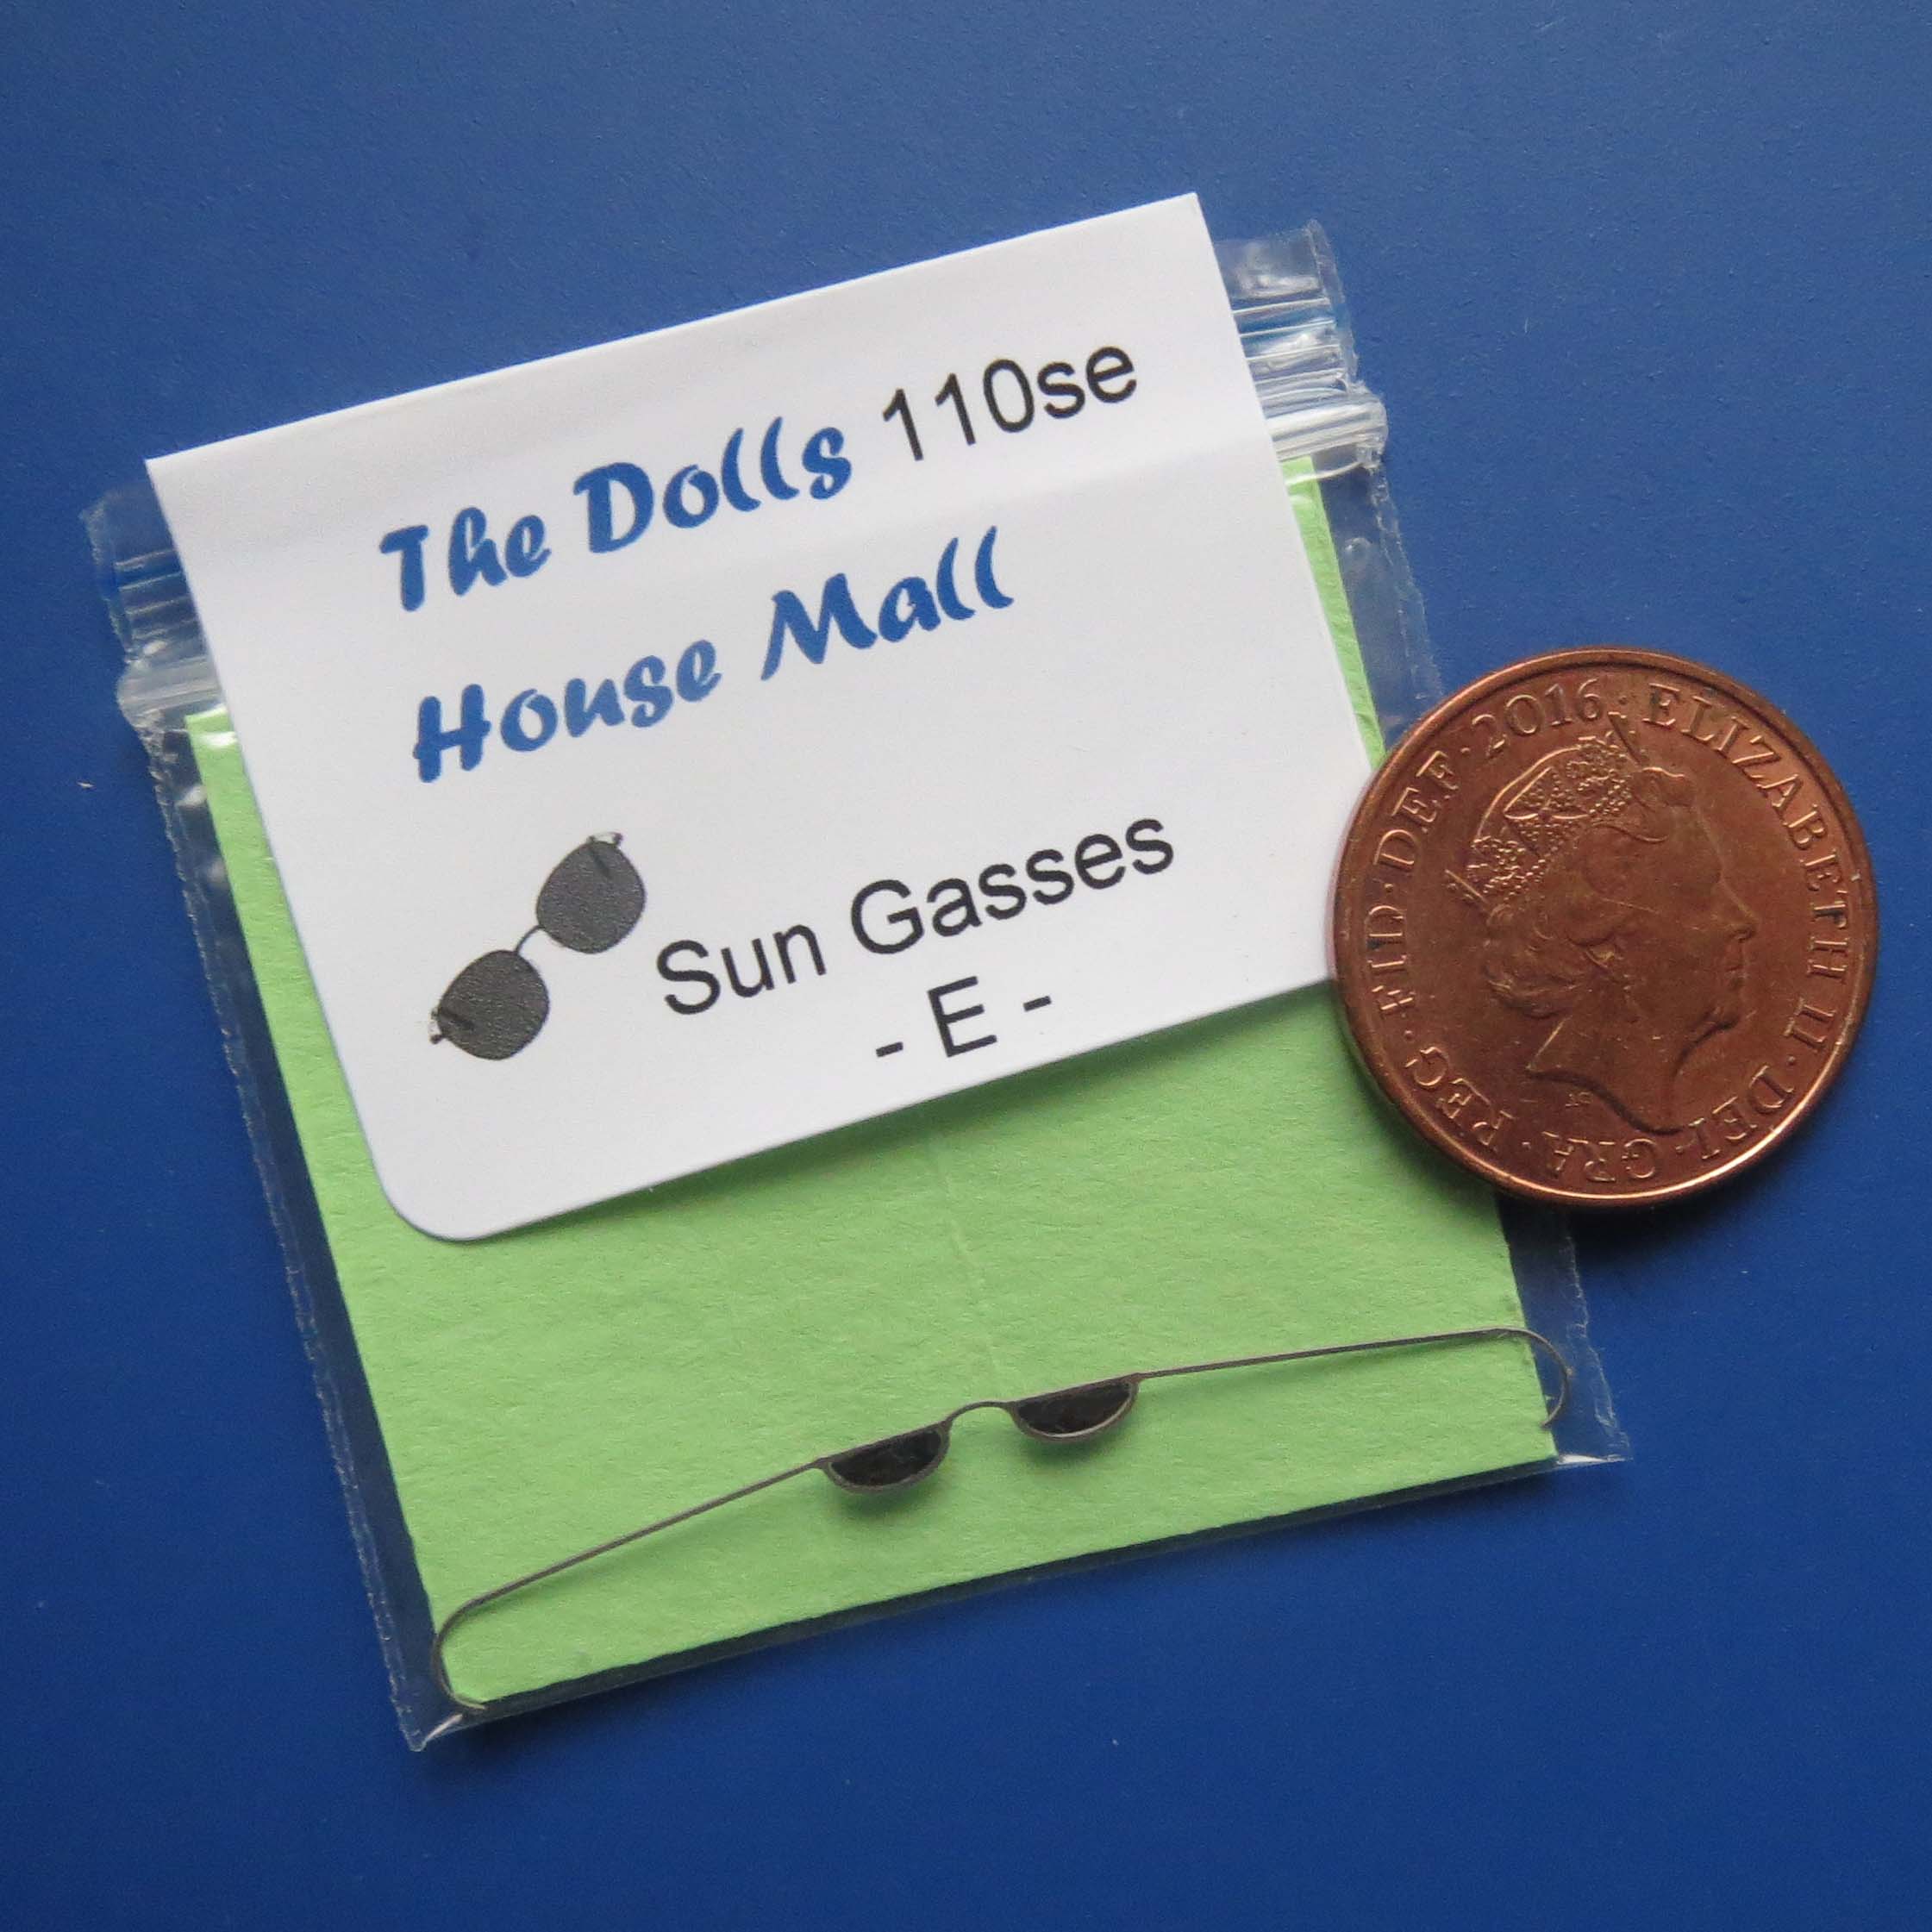 The Dolls 110se
House Mall
Sun Gasses
- E -
ELIZABETH II · DEI · GRA · REG · FID · DEF · 2016 ·